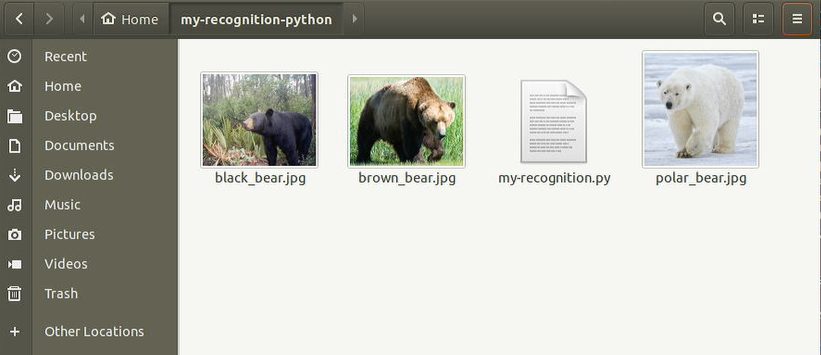 Home
my-recognition-python
Recent
Home
Desktop
Documents
Downloads
Music
Pictures
Videos
Trash
Other Locations
black_bear.jpg
brown_bear.jpg
my-recognition.py
polar_bear.jpg